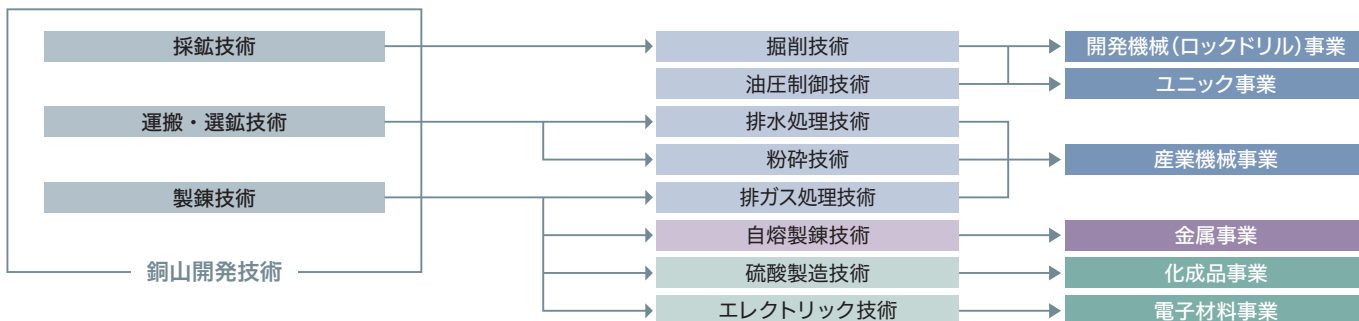 採鉱技術
掘削技術
開発機械(ロックドリル)事業
油圧制御技術
ユニック事業
運搬・選鉱技術
排水処理技術
粉砕技術
産業機械事業
製錬技術
排ガス処理技術
自熔製錬技術
金属事業
銅山開発技術
硫酸製造技術
化成品事業
エレクトリック技術
電子材料事業